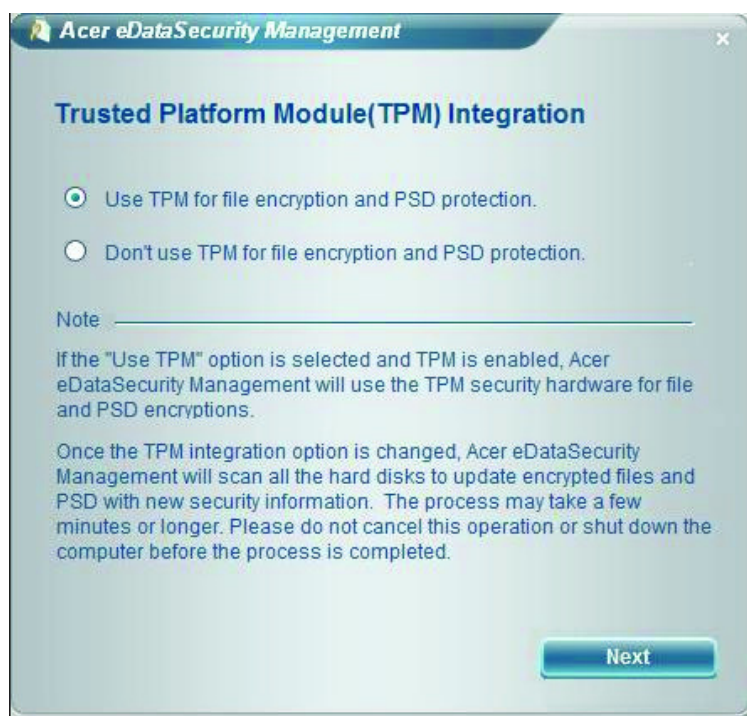 Acer eDataSecurity Management
Trusted Platform Module(TPM) Integration
Use TPM for file encryption and PSD protection.
Don't use TPM for file encryption and PSD protection.
Note
If the "Use TPM" option is selected and TPM is enabled, Acer
eDataSecurity Management will use the TPM security hardware for file
and PSD encryptions.
Once the TPM integration option is changed, Acer eDataSecurity
Management will scan all the hard disks to update encrypted files and
PSD with new security information.  The process may take a few
minutes or longer. Please do not cancel this operation or shut down the
computer before the process is completed.
Next